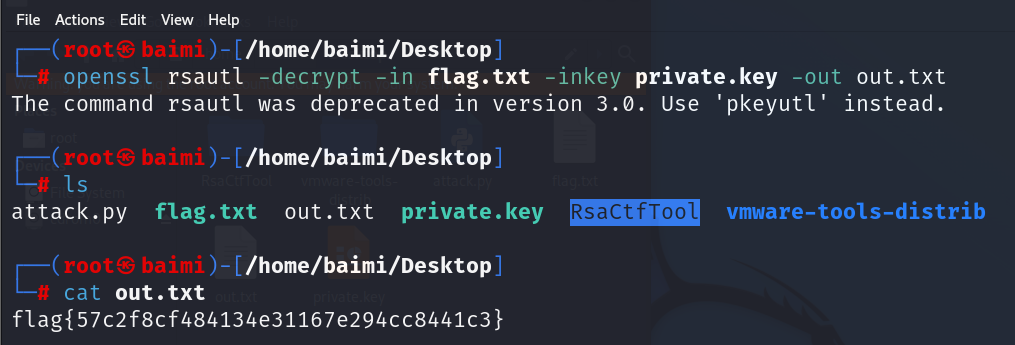 File Actions Edit View Help
┌──(root㉿baimi)-[/home/baimi/Desktop]
└─# openssl rsautl -decrypt -in flag.txt -inkey private.key -out out.txt
The command rsautl was deprecated in version 3.0. Use 'pkeyutl' instead.
┌──(root㉿baimi)-[/home/baimi/Desktop]
└─# ls
attack.py flag.txt out.txt private.key RsaCtfTool vmware-tools-distrib
┌──(root㉿baimi)-[/home/baimi/Desktop]
└─# cat out.txt
flag{57c2f8cf484134e31167e294cc8441c3}